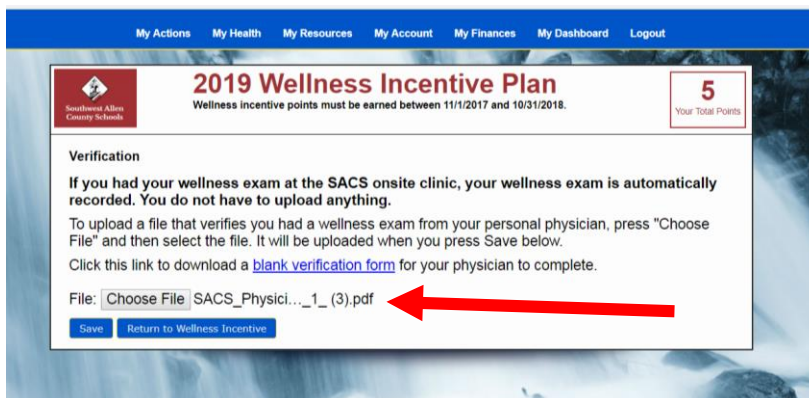 My Actions My Health My Resources My Account My Finances My Dashboard Logout
Southwest Allen
County Schools
2019 Wellness Incentive Plan
Wellness incentive points must be earned between 11/1/2017 and 10/31/2018.
5
Your Total Points
Verification
If you had your wellness exam at the SACS onsite clinic, your wellness exam is automatically
recorded. You do not have to upload anything.
To upload a file that verifies you had a wellness exam from your personal physician, press "Choose
File" and then select the file. It will be uploaded when you press Save below.
Click this link to download a blank verification form for your physician to complete.
File: Choose File SACS_Physici…_1_ (3).pdf
Save Return to Wellness Incentive